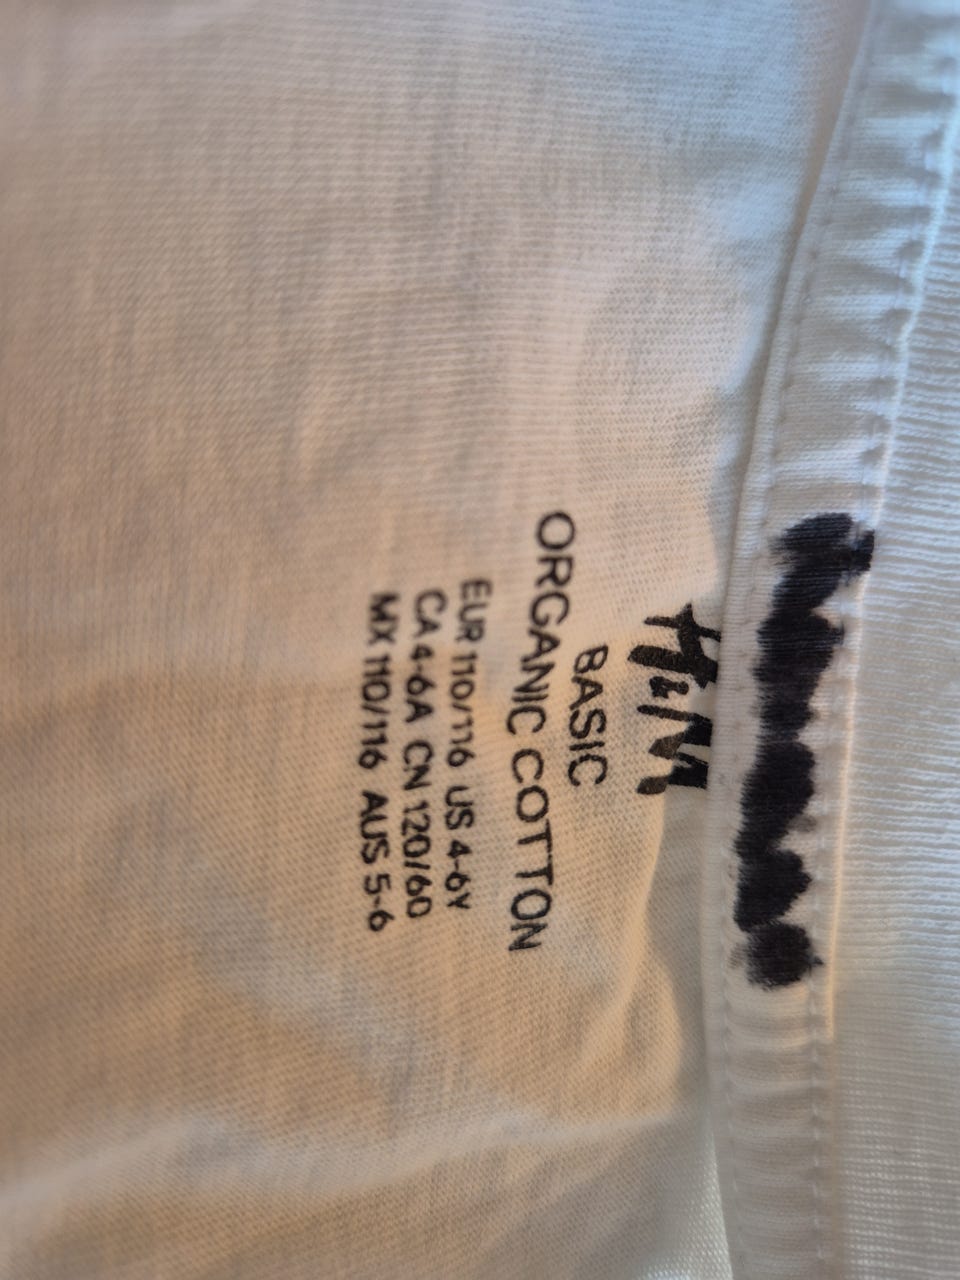 H&M
BASIC
ORGANIC COTTON
EUR 110/116 US 4-6Y
CA 4-6A CN 120/60
MX 110/116 AUS 5-6